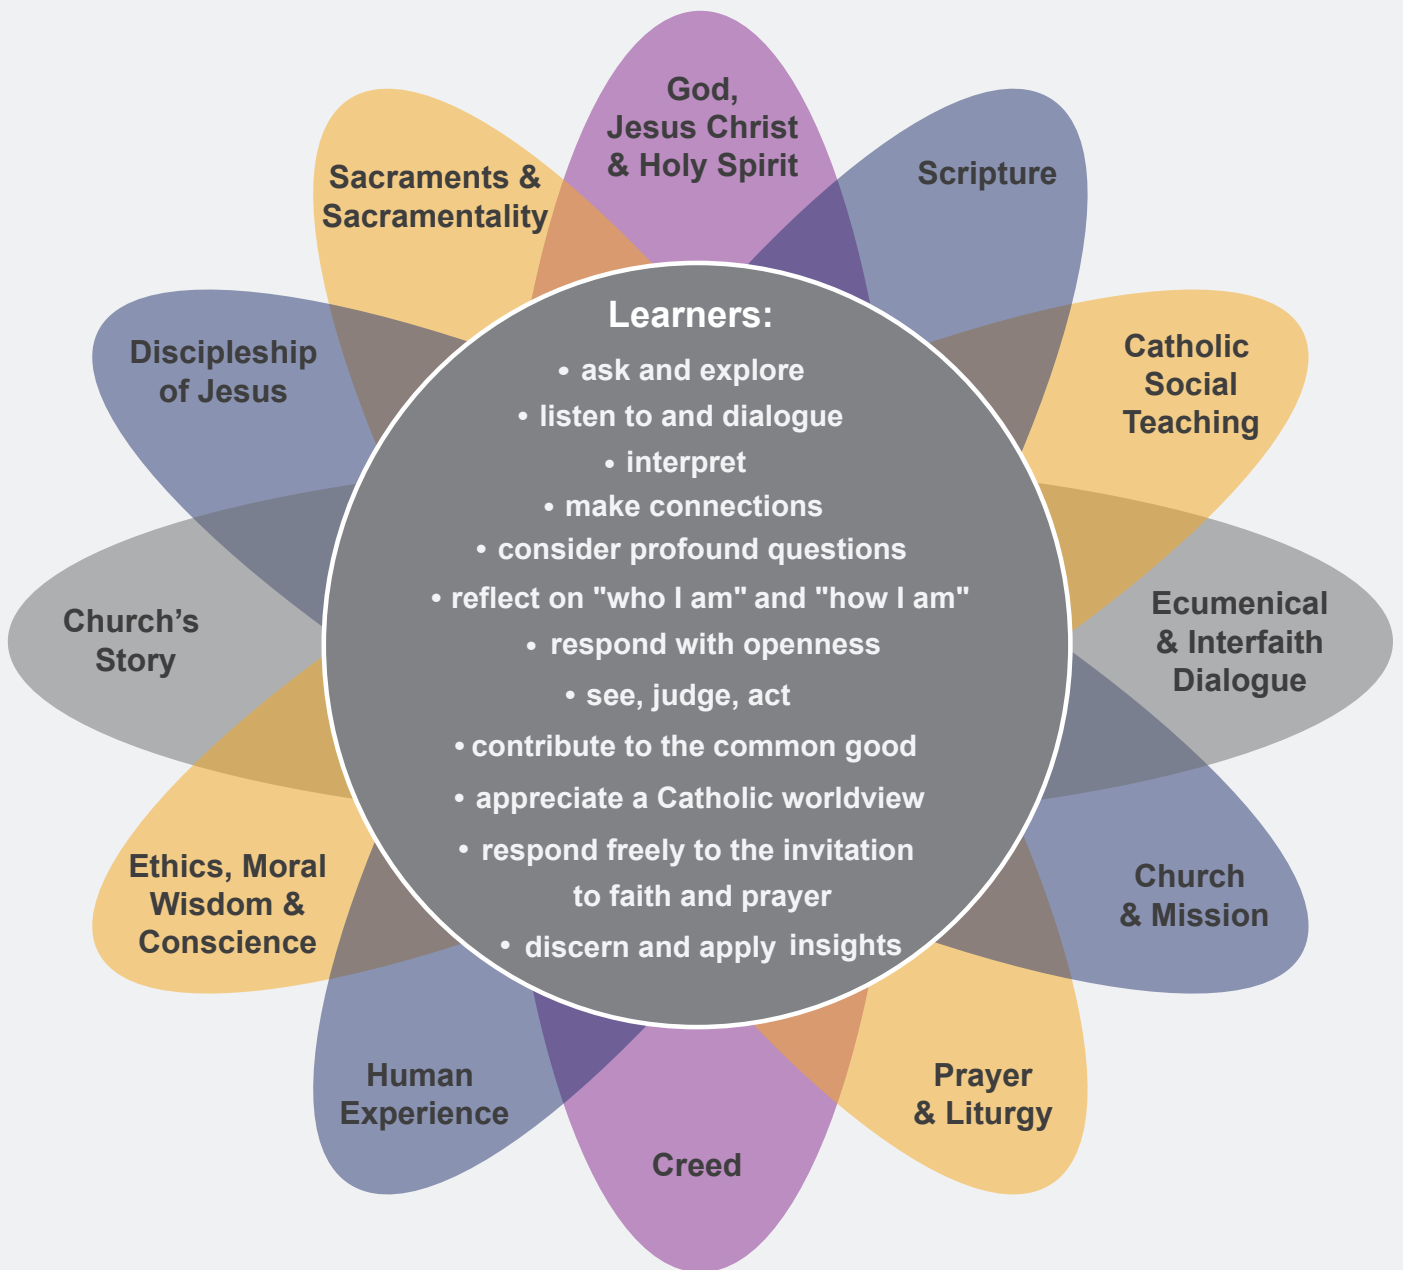 God,
Jesus Christ
& Holy Spirit
Scripture
Catholic
Social
Teaching
Ecumenical
& Interfaith
Dialogue
Church
& Mission
Prayer
& Liturgy
Creed
Human
Experience
Ethics, Moral
Wisdom &
Conscience
Church’s
Story
Discipleship
of Jesus
Sacraments &
Sacramentality
Learners:
• ask and explore
• listen to and dialogue
• interpret
• make connections
• consider profound questions
• reflect on "who I am" and "how I am"
• respond with openness
• see, judge, act
• contribute to the common good
• appreciate a Catholic worldview
• respond freely to the invitation
to faith and prayer
• discern and apply insights